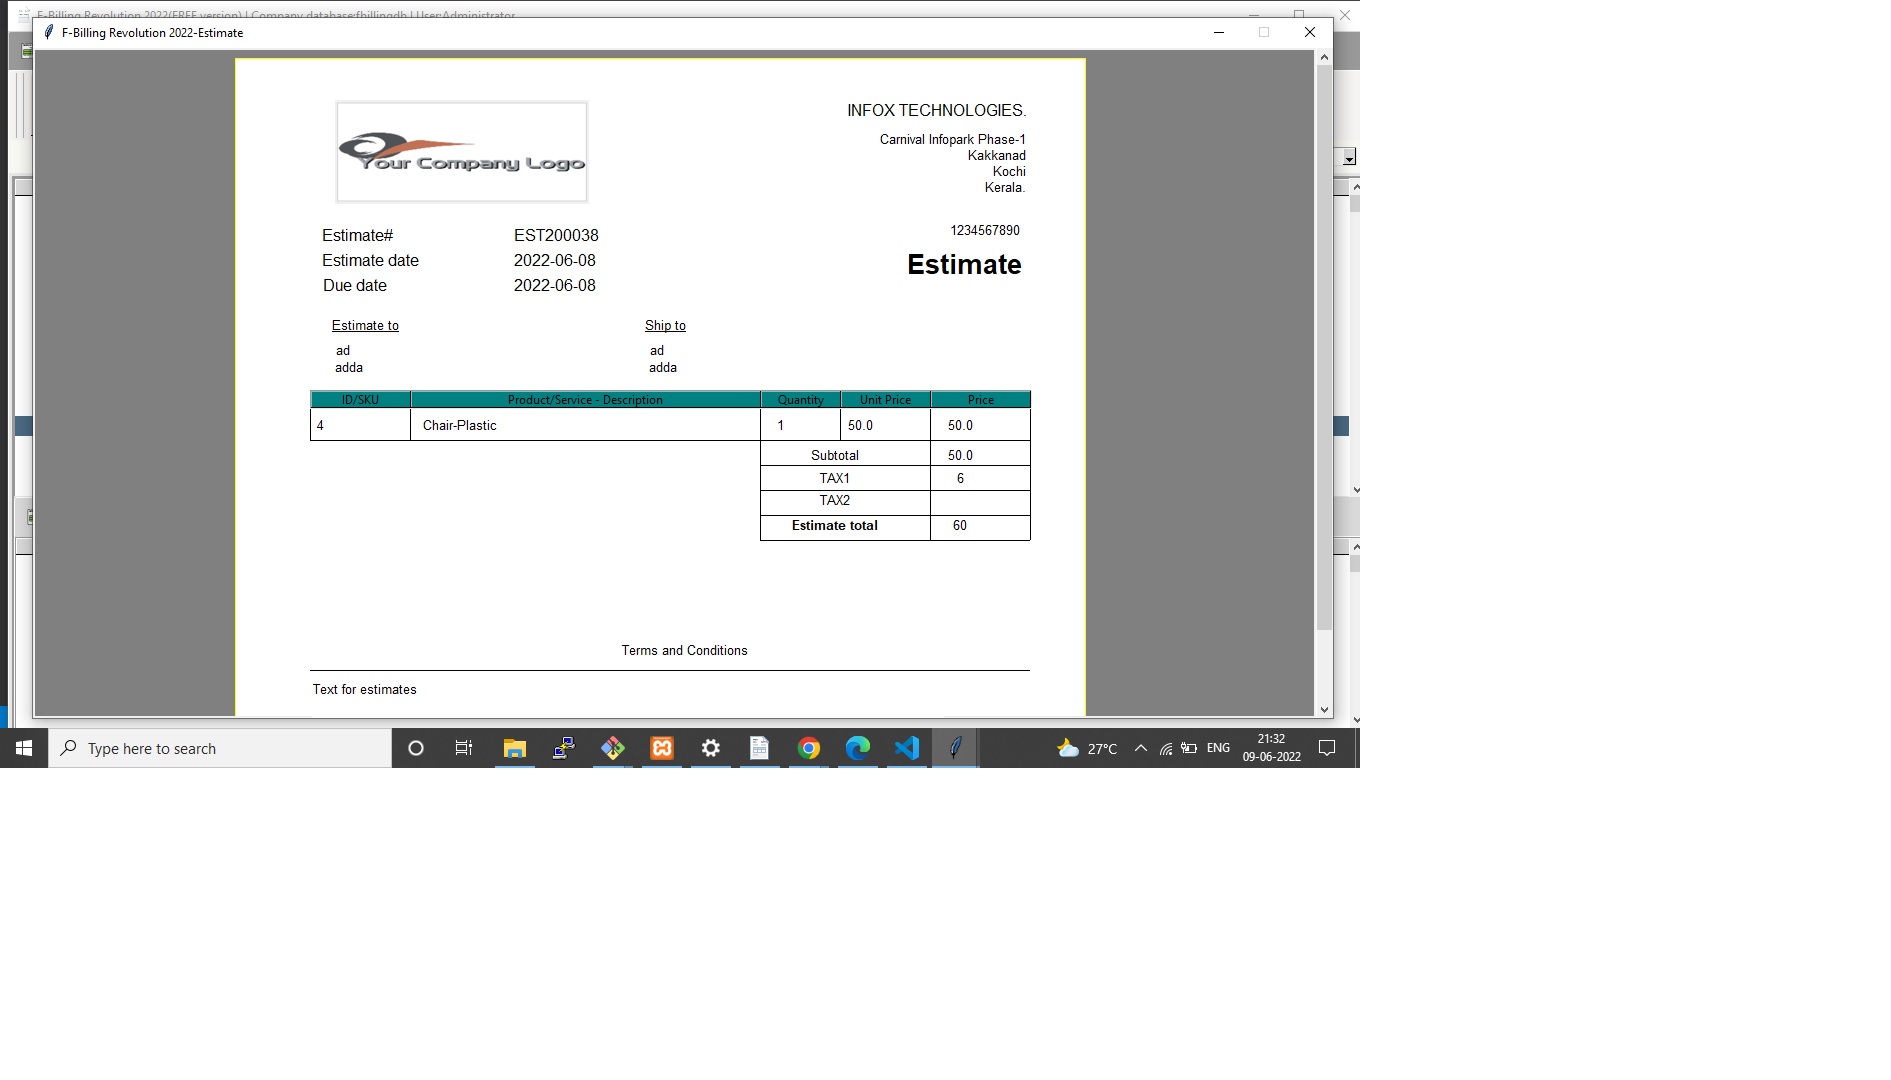 F-Billing Revolution 2022(FREE version) | Company database:fbillingdb | User:Administrator
F-Billing Revolution 2022-Estimate
Your Company Logo
INFOX TECHNOLOGIES.
Carnival Infopark Phase-1
Kakkanad
Kochi
Kerala.
1234567890
Estimate
Estimate# EST200038
Estimate date 2022-06-08
Due date 2022-06-08
Estimate to Ship to
ad ad
adda adda
ID/SKU Product/Service - Description Quantity Unit Price Price
4 Chair-Plastic 1 50.0 50.0
Subtotal 50.0
TAX1 6
TAX2
Estimate total 60
Terms and Conditions
Text for estimates
Type here to search 27°C ENG 21:32
09-06-2022